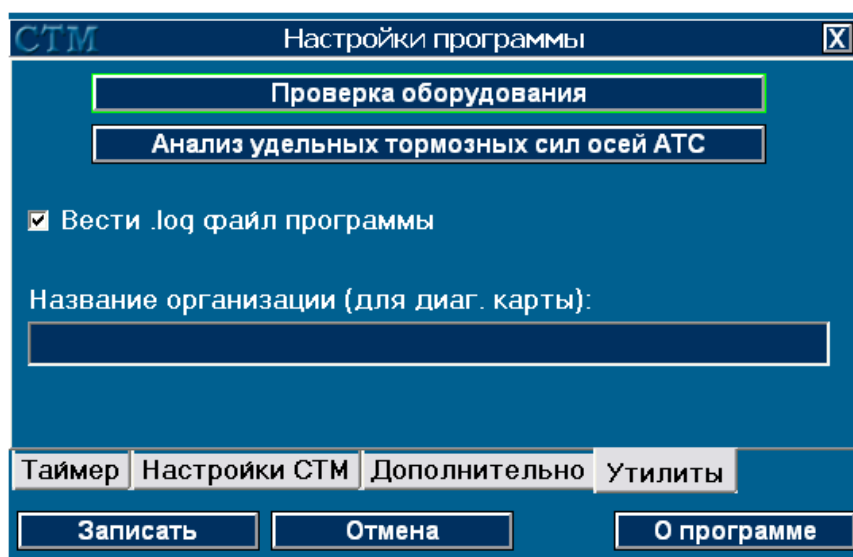 СТМ Настройки программы X
Проверка оборудования
Анализ удельных тормозных сил осей АТС
Вести .log файл программы
Название организации (для диаг. карты):
Таймер Настройки СТМ Дополнительно Утилиты
Записать Отмена О программе